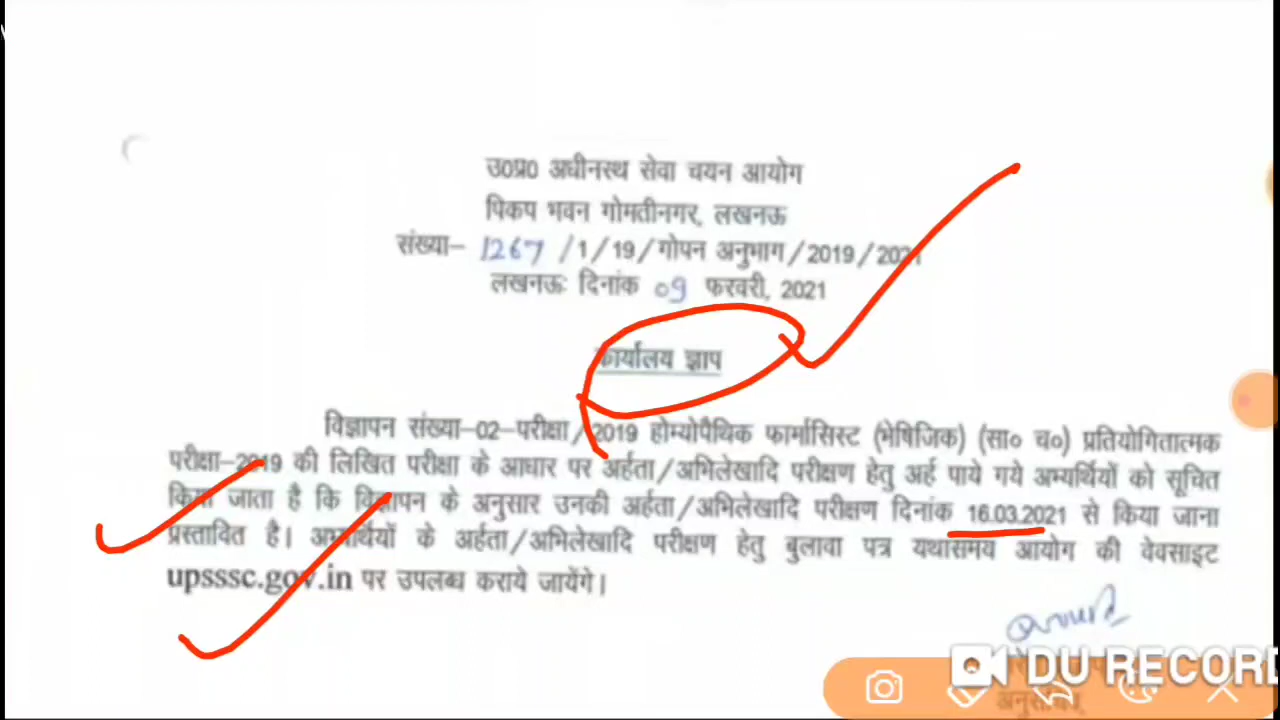 उ0प्र0 अधीनस्थ सेवा चयन आयोग
पिकप भवन गोमतीनगर, लखनऊ
संख्या- 1267 /1/19/गोपन अनुभाग/2019/2021
लखनऊः दिनांक 09 फरवरी, 2021
कार्यालय ज्ञाप
विज्ञापन संख्या-02-परीक्षा/2019 होम्योपैथिक फार्मासिस्ट (भेषिजिक) (सा० च०) प्रतियोगितात्मक
परीक्षा-2019 की लिखित परीक्षा के आधार पर अर्हता/अभिलेखादि परीक्षण हेतु अर्ह पाये गये अभ्यर्थियों को सूचित
किया जाता है कि विज्ञापन के अनुसार उनकी अर्हता/अभिलेखादि परीक्षण दिनांक 16.03.2021 से किया जाना
प्रस्तावित है। अभ्यर्थियों के अर्हता/अभिलेखादि परीक्षण हेतु बुलावा पत्र यथासमय आयोग की वेवसाइट
upsssc.gov.in पर उपलब्ध कराये जायेंगे।
DU RECORD